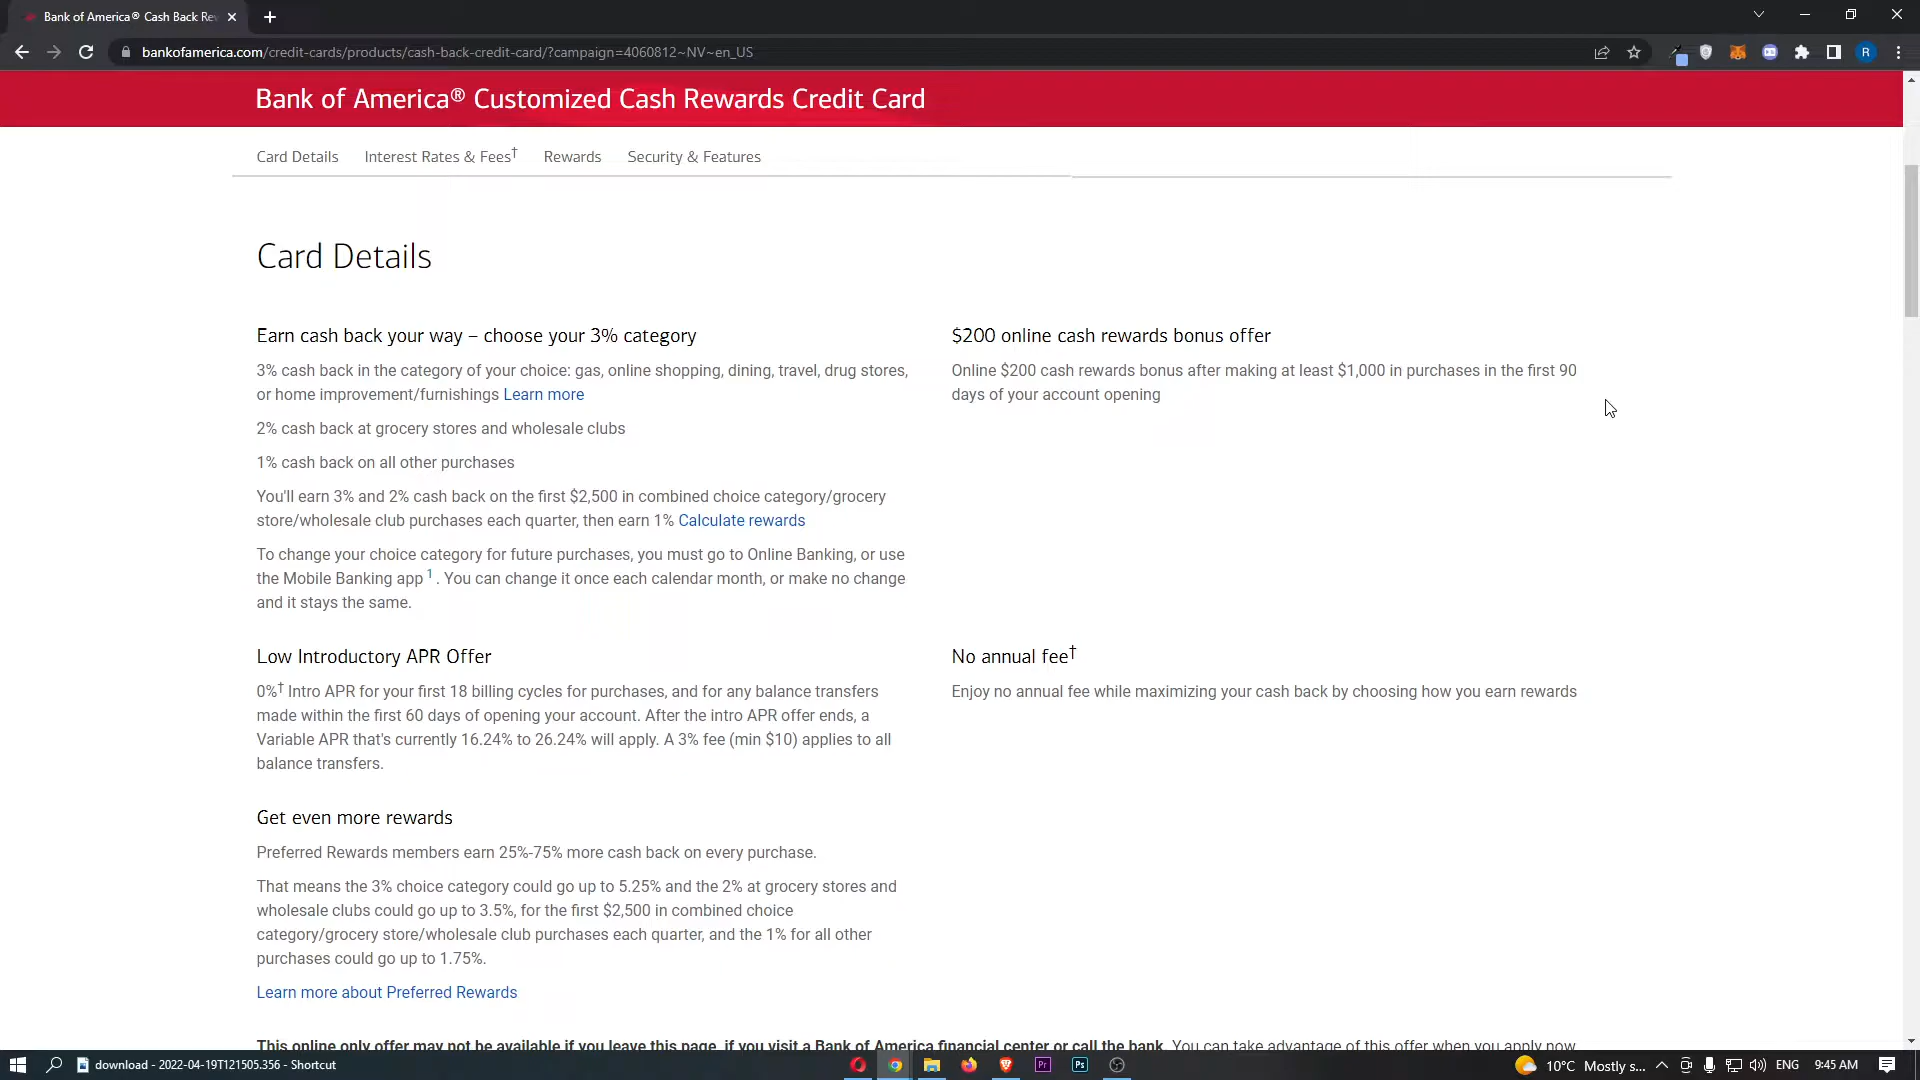 Bank of America® Cash Back Re
bankofamerica.com/credit-cards/products/cash-back-credit-card/?campaign=4060812~NV~en_US
R
Bank of America® Customized Cash Rewards Credit Card
Card Details Interest Rates & Fees† Rewards Security & Features
Card Details
Earn cash back your way – choose your 3% category
3% cash back in the category of your choice: gas, online shopping, dining, travel, drug stores,
or home improvement/furnishings Learn more
2% cash back at grocery stores and wholesale clubs
1% cash back on all other purchases
You'll earn 3% and 2% cash back on the first $2,500 in combined choice category/grocery
store/wholesale club purchases each quarter, then earn 1% Calculate rewards
To change your choice category for future purchases, you must go to Online Banking, or use
the Mobile Banking app 1 . You can change it once each calendar month, or make no change
and it stays the same.
$200 online cash rewards bonus offer
Online $200 cash rewards bonus after making at least $1,000 in purchases in the first 90
days of your account opening
Low Introductory APR Offer
0%† Intro APR for your first 18 billing cycles for purchases, and for any balance transfers
made within the first 60 days of opening your account. After the intro APR offer ends, a
Variable APR that's currently 16.24% to 26.24% will apply. A 3% fee (min $10) applies to all
balance transfers.
No annual fee†
Enjoy no annual fee while maximizing your cash back by choosing how you earn rewards
Get even more rewards
Preferred Rewards members earn 25%-75% more cash back on every purchase.
That means the 3% choice category could go up to 5.25% and the 2% at grocery stores and
wholesale clubs could go up to 3.5%, for the first $2,500 in combined choice
category/grocery store/wholesale club purchases each quarter, and the 1% for all other
purchases could go up to 1.75%.
Learn more about Preferred Rewards
This online only offer may not be available if you leave this page, if you visit a Bank of America financial center or call the bank. You can take advantage of this offer when you apply now.
download - 2022-04-19T121505.356 - Shortcut
Pr
Ps
10°C Mostly s... ENG 9:45 AM